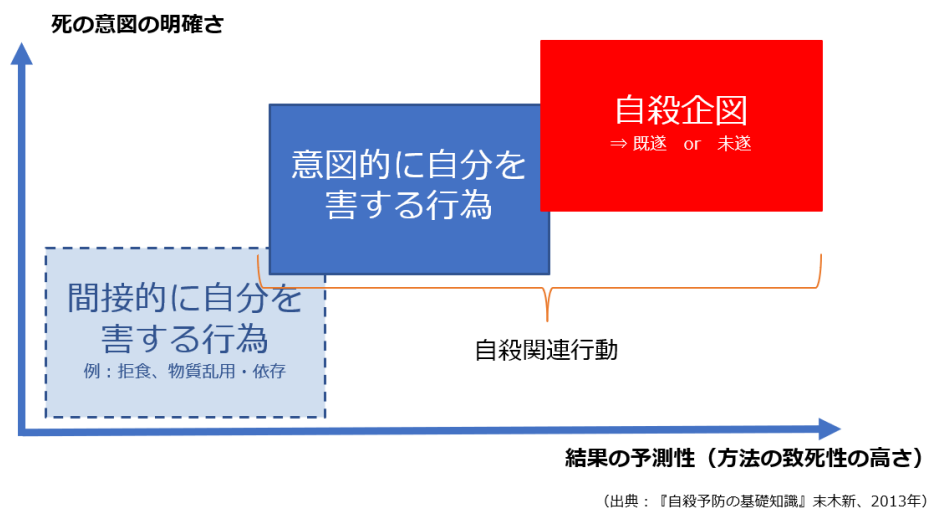 死の意図の明確さ
自殺企図
⇒ 既遂 or 未遂
意図的に自分を
害する行為
間接的に自分を
害する行為
例：拒食、物質乱用・依存
自殺関連行動
結果の予測性（方法の致死性の高さ）
（出典：『自殺予防の基礎知識』末木新、2013年）